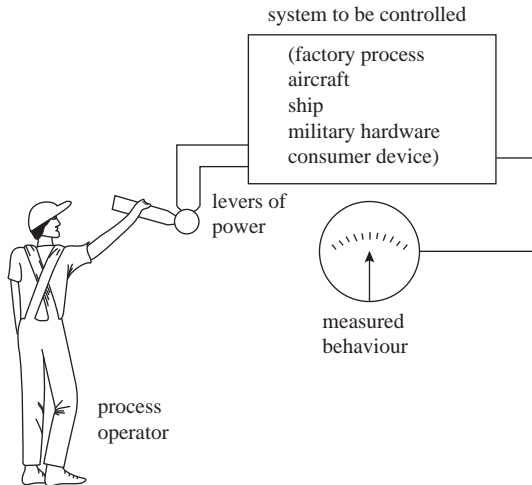 system to be controlled
(factory process
aircraft
ship
military hardware
consumer device)
levers of
power
measured
behaviour
process
operator